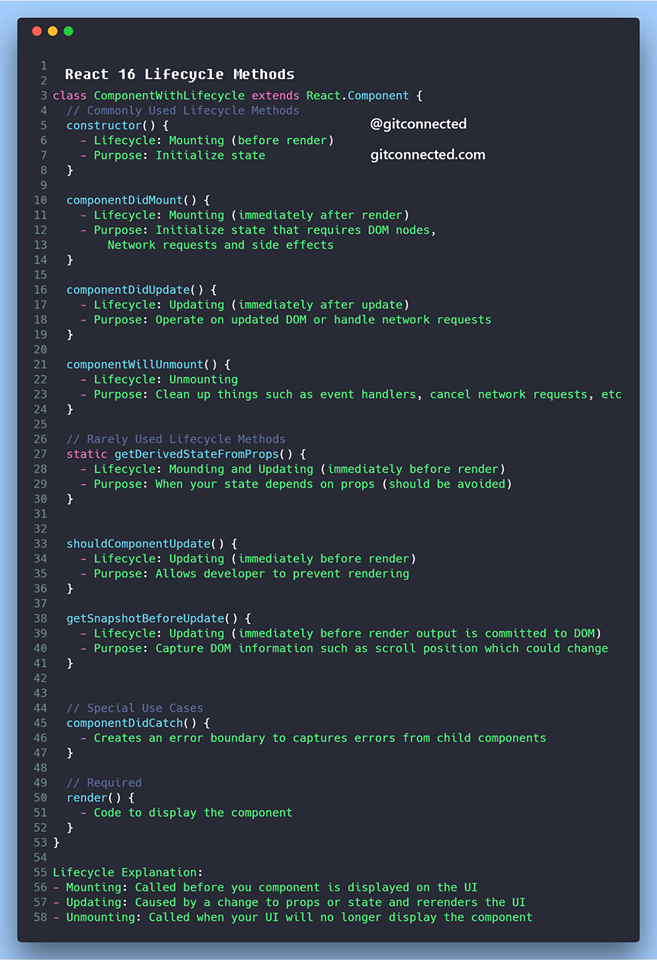 1
2 React 16 Lifecycle Methods
3 class ComponentWithLifecycle extends React.Component {
4 // Commonly Used Lifecycle Methods
5 constructor() { @gitconnected
6 - Lifecycle: Mounting (before render)
7 - Purpose: Initialize state gitconnected.com
8 }
9
10 componentDidMount() {
11 - Lifecycle: Mounting (immediately after render)
12 - Purpose: Initialize state that requires DOM nodes,
13 Network requests and side effects
14 }
15
16 componentDidUpdate() {
17 - Lifecycle: Updating (immediately after update)
18 - Purpose: Operate on updated DOM or handle network requests
19 }
20
21 componentWillUnmount() {
22 - Lifecycle: Unmounting
23 - Purpose: Clean up things such as event handlers, cancel network requests, etc
24 }
25
26 // Rarely Used Lifecycle Methods
27 static getDerivedStateFromProps() {
28 - Lifecycle: Mounding and Updating (immediately before render)
29 - Purpose: When your state depends on props (should be avoided)
30 }
31
32
33 shouldComponentUpdate() {
34 - Lifecycle: Updating (immediately before render)
35 - Purpose: Allows developer to prevent rendering
36 }
37
38 getSnapshotBeforeUpdate() {
39 - Lifecycle: Updating (immediately before render output is committed to DOM)
40 - Purpose: Capture DOM information such as scroll position which could change
41 }
42
43
44 // Special Use Cases
45 componentDidCatch() {
46 - Creates an error boundary to captures errors from child components
47 }
48
49 // Required
50 render() {
51 - Code to display the component
52 }
53 }
54
55 Lifecycle Explanation:
56 - Mounting: Called before you component is displayed on the UI
57 - Updating: Caused by a change to props or state and rerenders the UI
58 - Unmounting: Called when your UI will no longer display the component